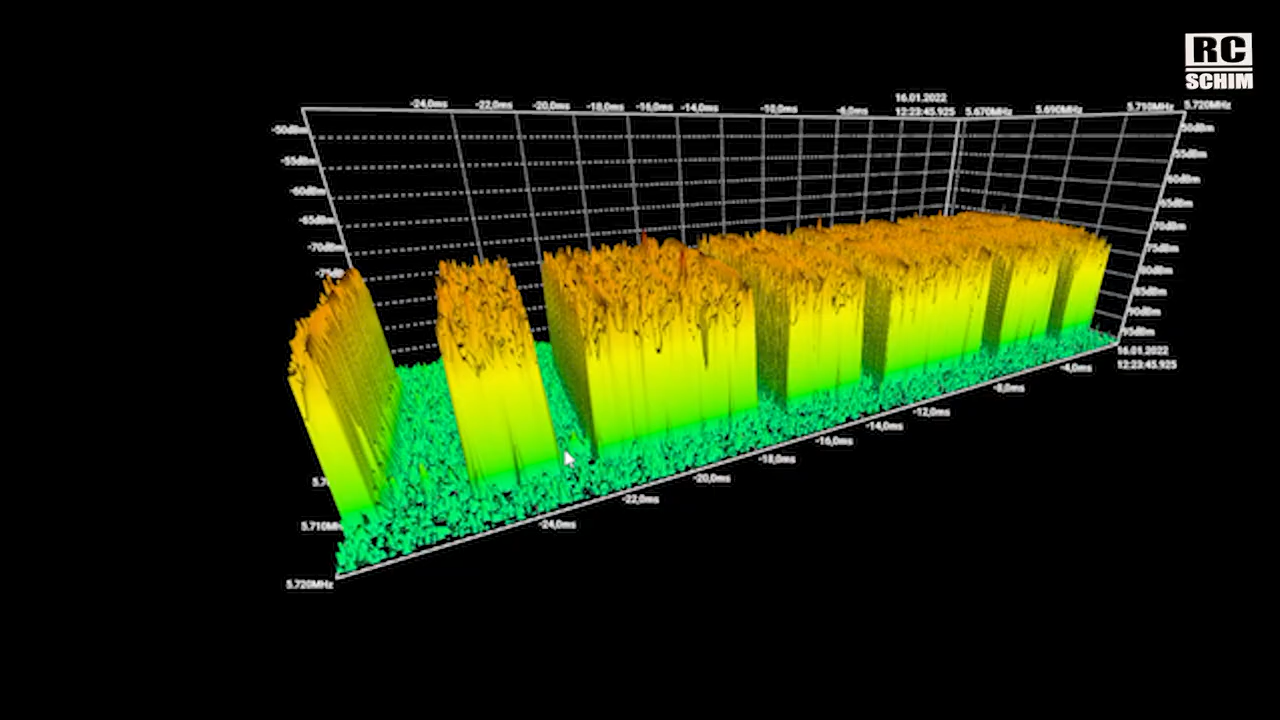 RC
SCHIM
-24,0ms -22,0ms -20,0ms -18,0ms -16,0ms -14,0ms -10,0ms -6,0ms
16.01.2022
12:23:45.925
5.670MHz 5.690MHz 5.710MHz 5.720MHz
-50dBm
-55dBm
-60dBm
-65dBm
-70dBm
-75dBm
50dBm
55dBm
60dBm
65dBm
70dBm
75dBm
80dBm
85dBm
90dBm
95dBm
16.01.2022
12:23:45.925
-4,0ms
-8,0ms
-12,0ms
-14,0ms
-16,0ms
-18,0ms
-20,0ms
-22,0ms
-24,0ms
5.7
5.710MH
5.720MHz